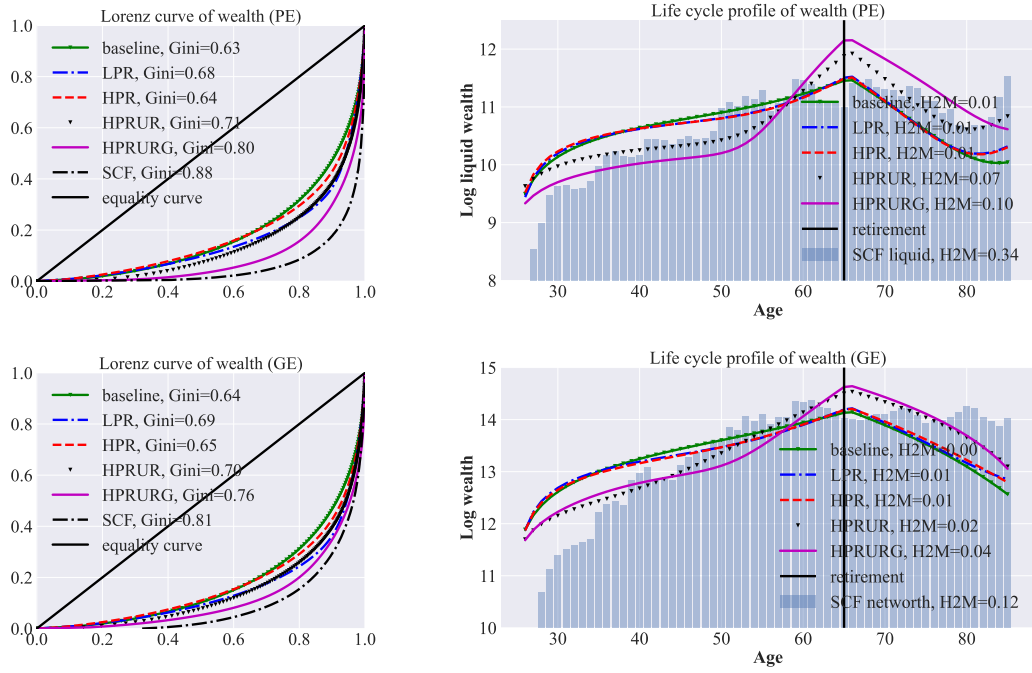 Lorenz curve of wealth (PE)
1.0
0.8
0.6
0.4
0.2
0.0
0.0 0.2 0.4 0.6 0.8 1.0
baseline, Gini=0.63
LPR, Gini=0.68
HPR, Gini=0.64
HPRUR, Gini=0.71
HPRURG, Gini=0.80
SCF, Gini=0.88
equality curve
Life cycle profile of wealth (PE)
Log liquid wealth
12
11
10
9
8
30 40 50 60 70 80
Age
baseline, H2M=0.01
LPR, H2M=0.01
HPR, H2M=0.01
HPRUR, H2M=0.07
HPRURG, H2M=0.10
retirement
SCF liquid, H2M=0.34
Lorenz curve of wealth (GE)
1.0
0.8
0.6
0.4
0.2
0.0
0.0 0.2 0.4 0.6 0.8 1.0
baseline, Gini=0.64
LPR, Gini=0.69
HPR, Gini=0.65
HPRUR, Gini=0.70
HPRURG, Gini=0.76
SCF, Gini=0.81
equality curve
Life cycle profile of wealth (GE)
Log wealth
15
14
13
12
11
10
30 40 50 60 70 80
Age
baseline, H2M=0.00
LPR, H2M=0.01
HPR, H2M=0.01
HPRUR, H2M=0.02
HPRURG, H2M=0.04
retirement
SCF networth, H2M=0.12